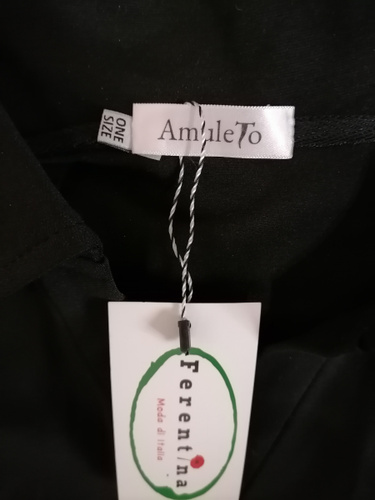 ONE
SIZE
AmuleTo
Ferentina
Moda di Italia